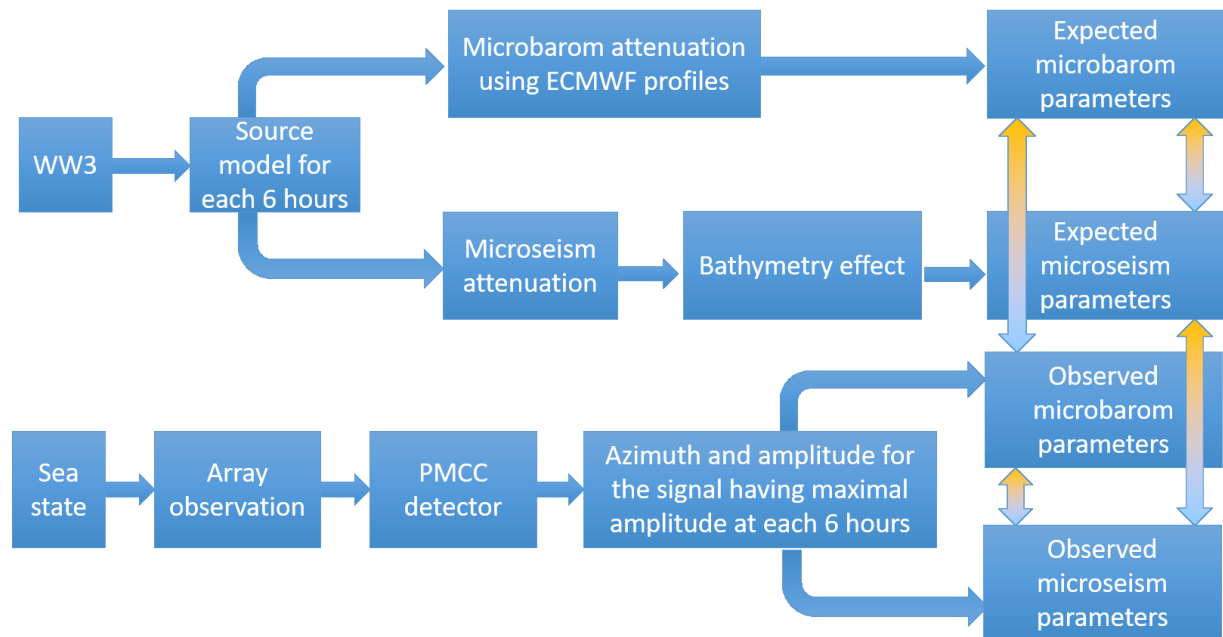 Microbarom attenuation
using ECMWF profiles
Expected
microbarom
parameters
WW3
Source
model for
each 6 hours
Microseism
attenuation
Bathymetry effect
Expected
microseism
parameters
Observed
microbarom
parameters
Sea
state
Array
observation
PMCC
detector
Azimuth and amplitude for
the signal having maximal
amplitude at each 6 hours
Observed
microseism
parameters